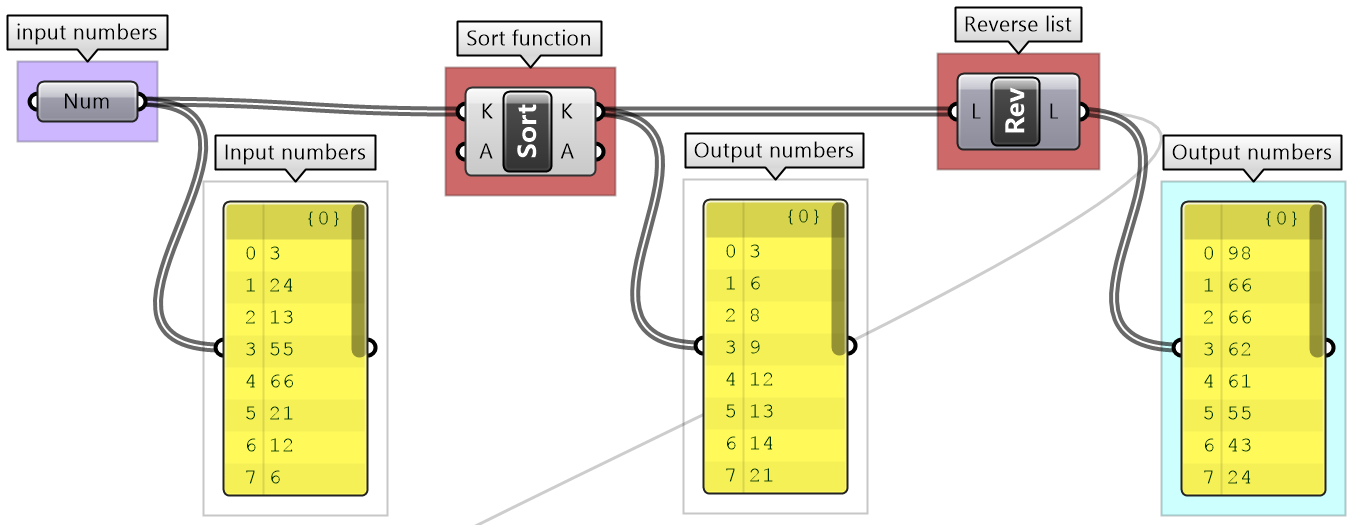 input numbers
Num
Input numbers
{0}
0 3
1 24
2 13
3 55
4 66
5 21
6 12
7 6
Sort function
K Sort K
A A
Output numbers
{0}
0 3
1 6
2 8
3 9
4 12
5 13
6 14
7 21
Reverse list
L Rev L
Output numbers
{0}
0 98
1 66
2 66
3 62
4 61
5 55
6 43
7 24